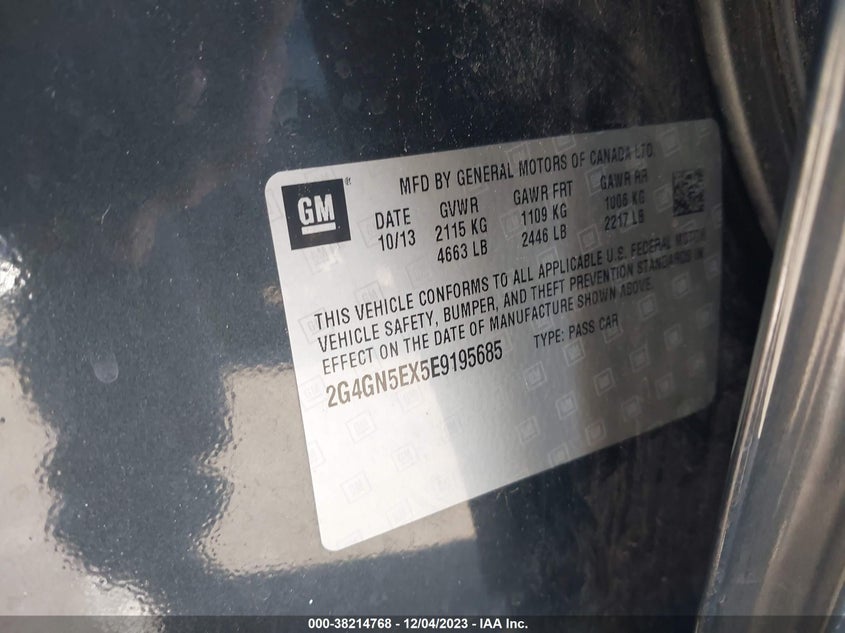 GM
MFD BY GENERAL MOTORS OF CANADA LTD.
DATE GVWR GAWR FRT GAWR RR
10/13 2115 KG 1109 KG 1006 KG
4663 LB 2446 LB 2217 LB
THIS VEHICLE CONFORMS TO ALL APPLICABLE U.S. FEDERAL MOTOR
VEHICLE SAFETY, BUMPER, AND THEFT PREVENTION STANDARDS IN
EFFECT ON THE DATE OF MANUFACTURE SHOWN ABOVE.
2G4GN5EX5E9195685 TYPE: PASS CAR
000-38214768 - 12/04/2023 - IAA Inc.